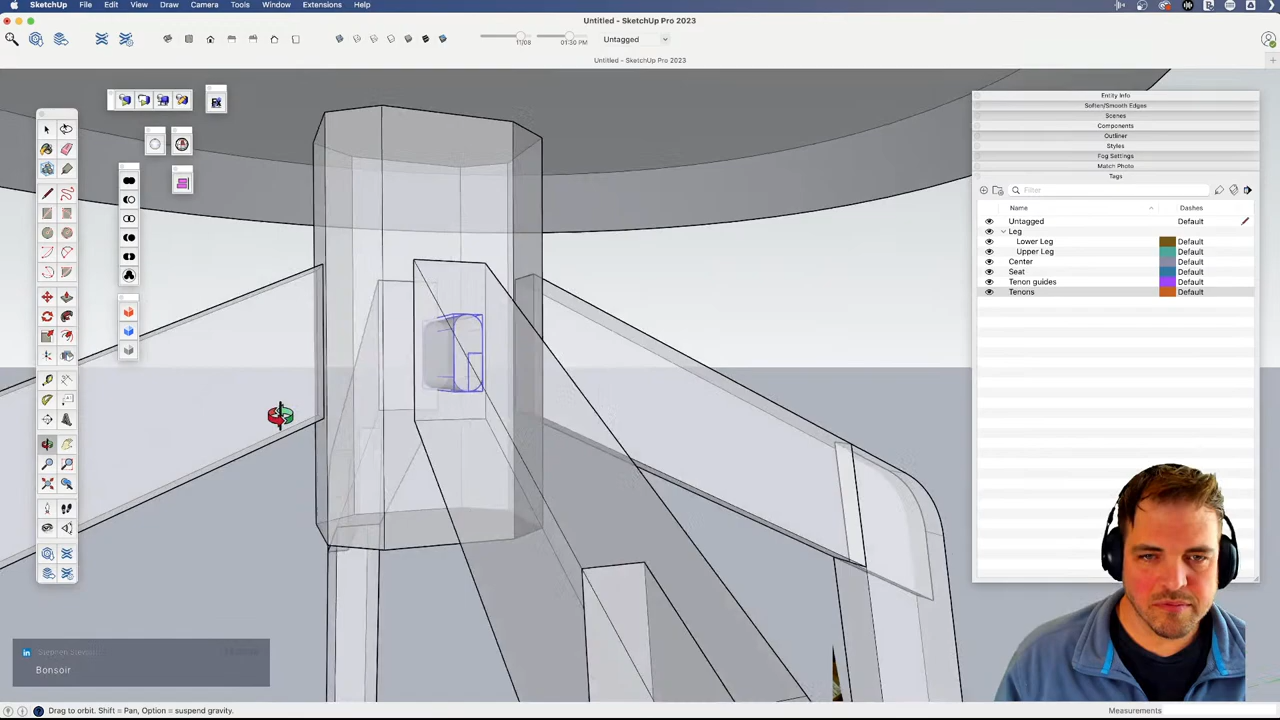 SketchUp File Edit View Draw Camera Tools Window Extensions Help
Untitled - SketchUp Pro 2023
11/08 01:30 PM Untagged
Untitled - SketchUp Pro 2023
Entity Info
Soften/Smooth Edges
Scenes
Components
Outliner
Styles
Fog Settings
Match Photo
Tags
Filter
Name Dashes
Untagged Default
Leg
Lower Leg Default
Upper Leg Default
Center Default
Seat Default
Tenon guides Default
Tenons Default
in
Bonsoir
Drag to orbit. Shift = Pan, Option = suspend gravity.
Measurements